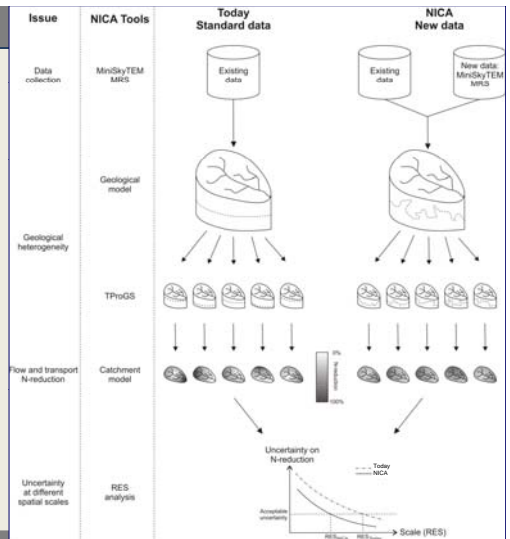 Issue
NICA Tools
Today
Standard data
NICA
New data
Data
collection
MiniSkyTEM
MRS
Existing
data
Existing
data
New data:
MiniSkyTEM
MRS
Geological
model
Geological
heterogeneity
TProGS
Flow and transport
N-reduction
Catchment
model
0%
N-reduction
100%
Uncertainty
at different
spatial scales
RES
analysis
Uncertainty on
N-reduction
Today
NICA
Acceptable
uncertainty
Scale (RES)